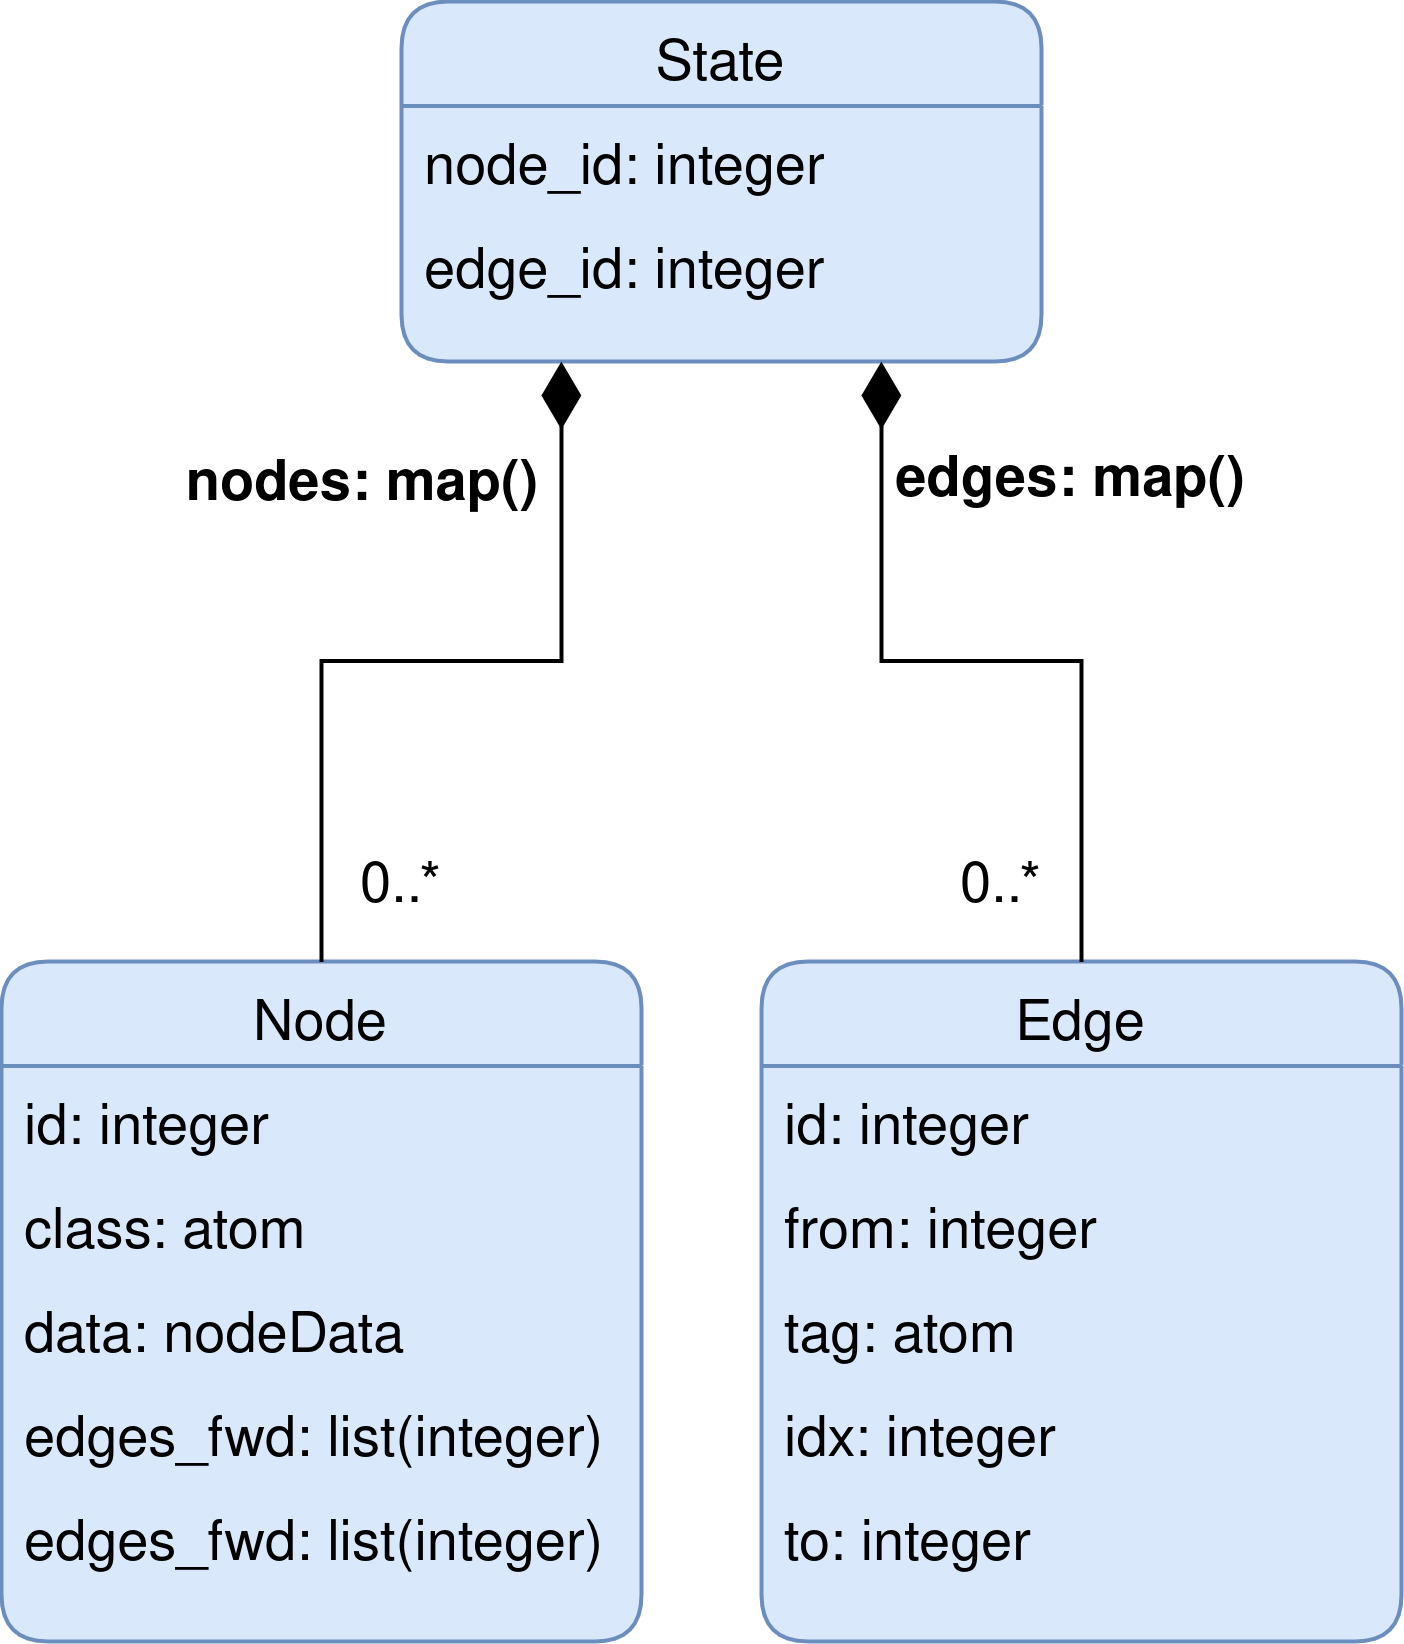 State
node_id: integer
edge_id: integer
nodes: map()
edges: map()
0..*
0..*
Node
id: integer
class: atom
data: nodeData
edges_fwd: list(integer)
edges_fwd: list(integer)
Edge
id: integer
from: integer
tag: atom
idx: integer
to: integer